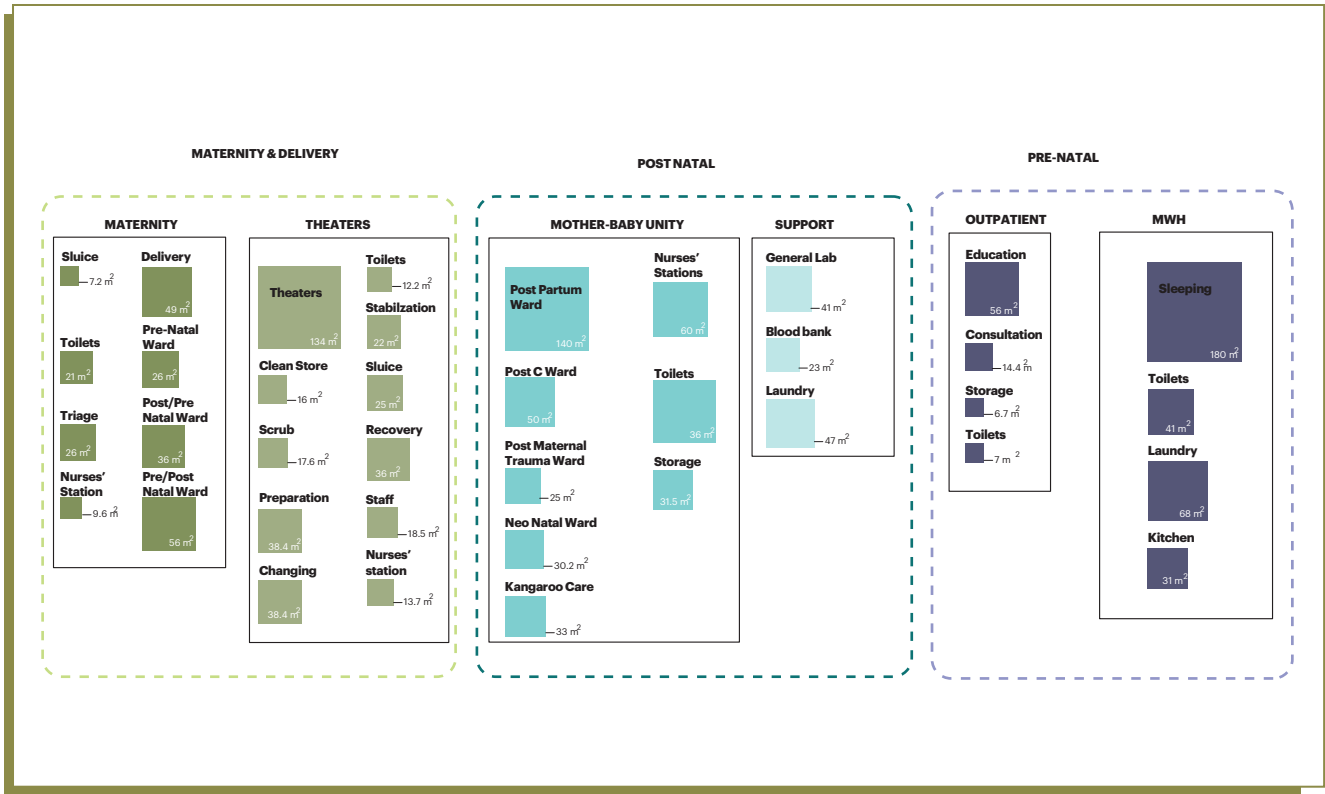 MATERNITY & DELIVERY
MATERNITY
Sluice
7.2 m²
Delivery
49 m²
Toilets
21 m²
Pre-Natal
Ward
26 m²
Triage
26 m²
Post/Pre
Natal Ward
36 m²
Nurses’
Station
9.6 m²
Pre/Post
Natal Ward
56 m²
THEATERS
Theaters
134 m²
Clean Store
16 m²
Scrub
17.6 m²
Preparation
38.4 m²
Changing
38.4 m²
Toilets
12.2 m²
Stabilzation
22 m²
Sluice
25 m²
Recovery
36 m²
Staff
18.5 m²
Nurses’
station
13.7 m²
POST NATAL
MOTHER-BABY UNITY
Post Partum
Ward
140 m²
Post C Ward
50 m²
Post Maternal
Trauma Ward
25 m²
Neo Natal Ward
30.2 m²
Kangaroo Care
33 m²
Nurses’
Stations
60 m²
Toilets
36 m²
Storage
31.5 m²
SUPPORT
General Lab
41 m²
Blood bank
23 m²
Laundry
47 m²
PRE-NATAL
OUTPATIENT
Education
56 m²
Consultation
14.4 m²
Storage
6.7 m²
Toilets
7 m²
MWH
Sleeping
180 m²
Toilets
41 m²
Laundry
68 m²
Kitchen
31 m²